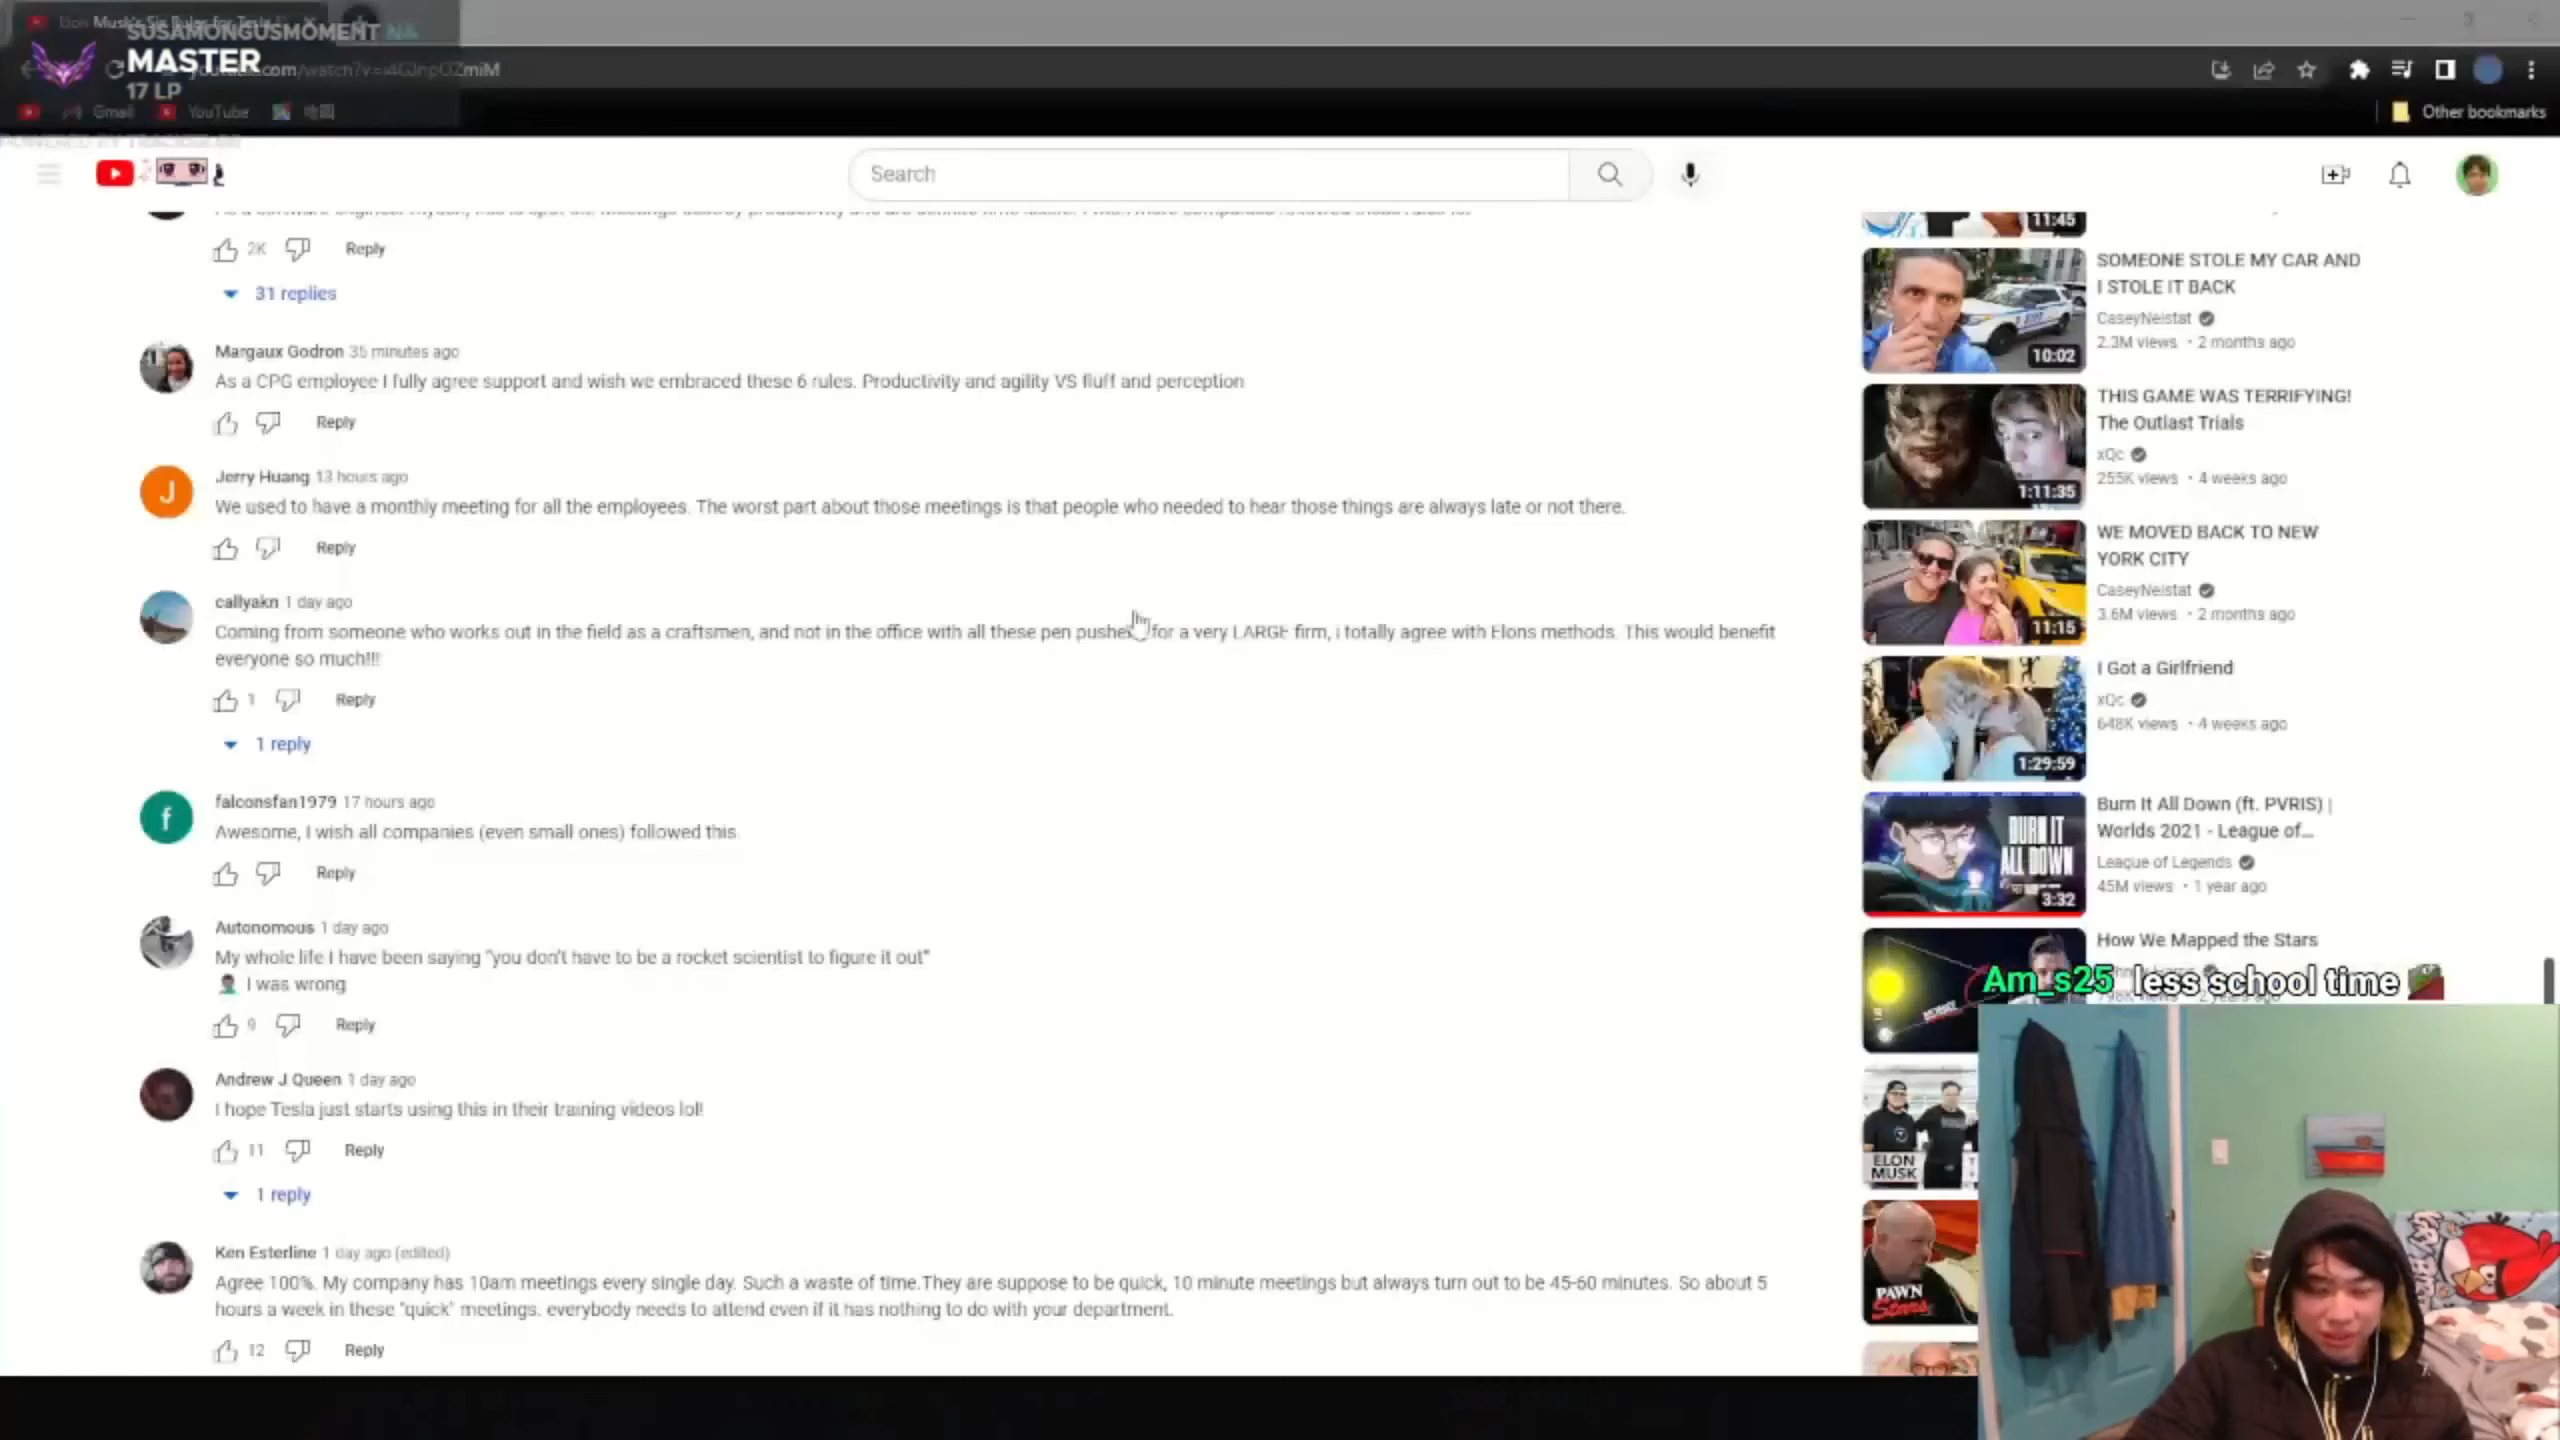 Elon Musk's Six Rules for Tesla
SUSAMONGUSMOMENT NA
MASTER
17 LP
Gmail
YouTube
Other bookmarks
Search
2K
Reply
31 replies
Margaux Godron 35 minutes ago
As a CPG employee I fully agree support and wish we embraced these 6 rules. Productivity and agility VS fluff and perception
Reply
Jerry Huang 13 hours ago
J
We used to have a monthly meeting for all the employees. The worst part about those meetings is that people who needed to hear those things are always late or not there.
Reply
callyakn 1 day ago
Coming from someone who works out in the field as a craftsmen, and not in the office with all these pen pushe for a very LARGE firm, i totally agree with Elons methods. This would benefit
everyone so much!!!
1
Reply
1 reply
falconsfan1979 17 hours ago
f
Awesome, I wish all companies (even small ones) followed this.
Reply
Autonomous 1 day ago
My whole life I have been saying "you don't have to be a rocket scientist to figure it out"
I was wrong
9
Reply
Andrew J Queen 1 day ago
I hope Tesla just starts using this in their training videos lol!
11
Reply
1 reply
Ken Esterline 1 day ago (edited)
Agree 100%. My company has 10am meetings every single day. Such a waste of time.They are suppose to be quick, 10 minute meetings but always turn out to be 45-60 minutes. So about 5
hours a week in these "quick" meetings. everybody needs to attend even if it has nothing to do with your department.
12
Reply
11:45
SOMEONE STOLE MY CAR AND
I STOLE IT BACK
CaseyNeistat
2.3M views • 2 months ago
10:02
THIS GAME WAS TERRIFYING!
The Outlast Trials
xQc
255K views • 4 weeks ago
1:11:35
WE MOVED BACK TO NEW
YORK CITY
CaseyNeistat
3.6M views • 2 months ago
11:15
I Got a Girlfriend
xQc
648K views • 4 weeks ago
1:29:59
Burn It All Down (ft. PVRIS) |
Worlds 2021 - League of...
League of Legends
45M views • 1 year ago
BURN IT
ALL DOWN
3:32
How We Mapped the Stars
Am_s25 less school time
ELON
MUSK
PAWN
Stars